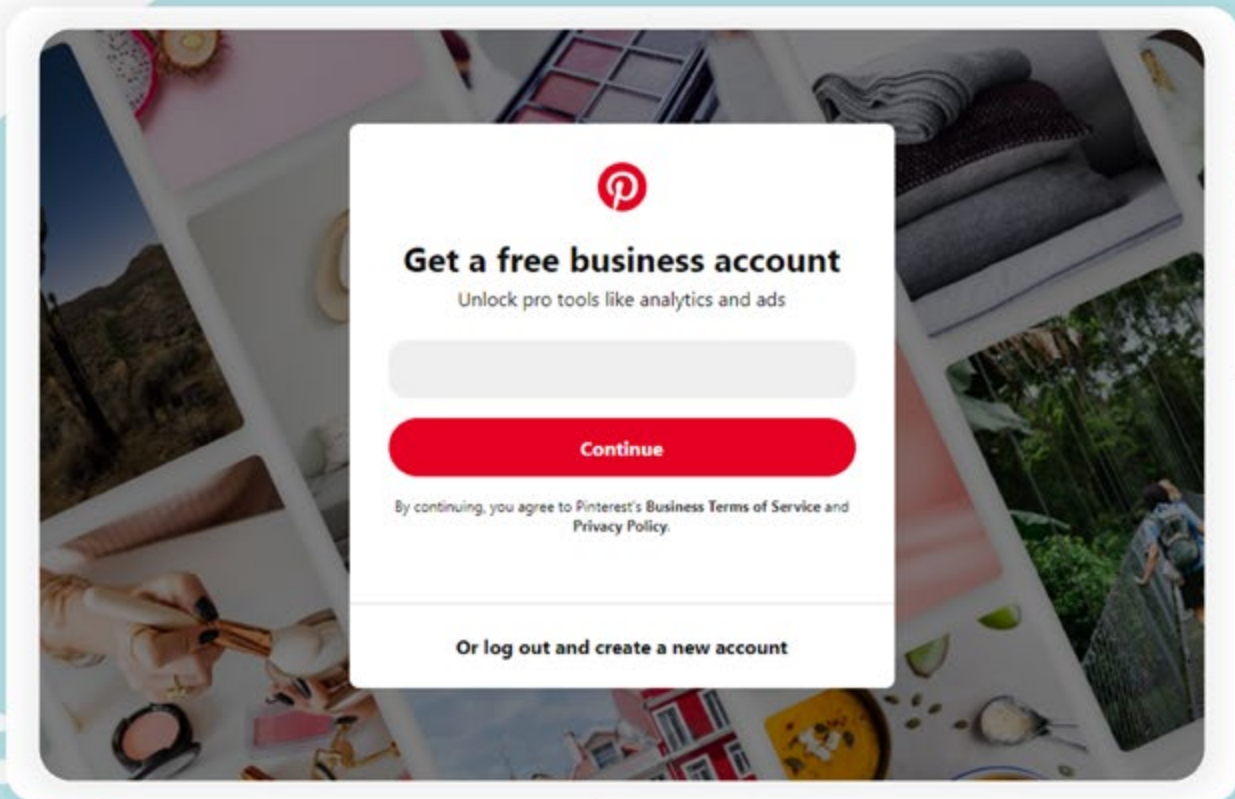 Get a free business account
Unlock pro tools like analytics and ads
Continue
By continuing, you agree to Pinterest's Business Terms of Service and
Privacy Policy.
Or log out and create a new account